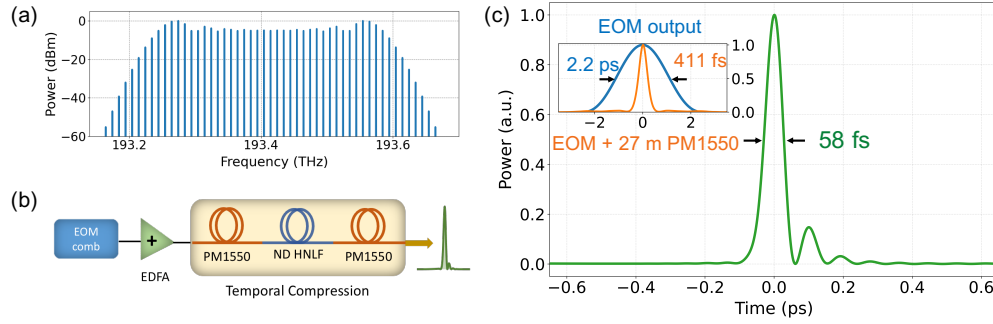 (a)
0
−20
−40
−60
Power (dBm)
193.2
193.4
193.6
Frequency (THz)
(b)
EOM
comb
+
EDFA
PM1550
ND HNLF
PM1550
Temporal Compression
(c)
1.0
0.8
0.6
0.4
0.2
0.0
Power (a.u.)
EOM output
2.2 ps
411 fs
1.0
0.5
0.0
−2
0
2
EOM + 27 m PM1550
58 fs
−0.6
−0.4
−0.2
0.0
0.2
0.4
0.6
Time (ps)